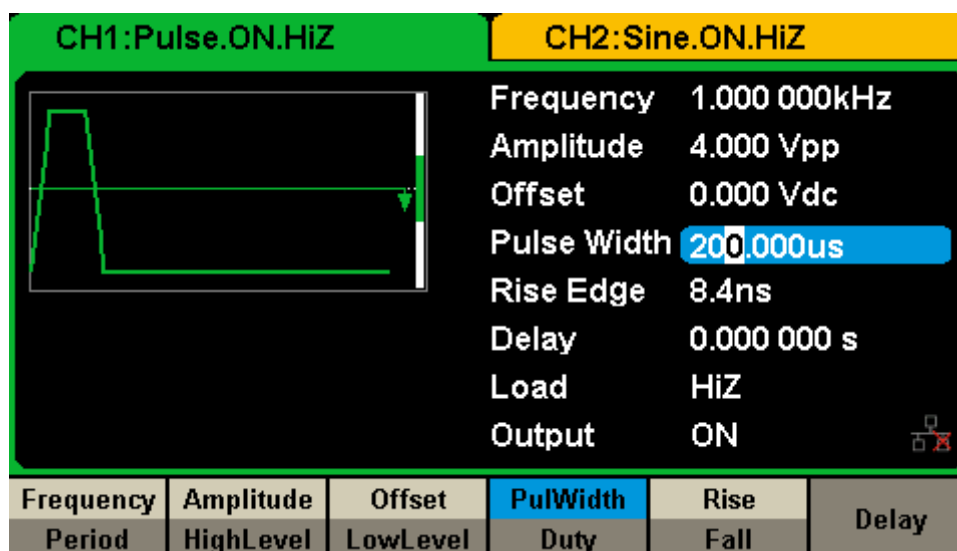 CH1:Pulse.ON.HiZ CH2:Sine.ON.HiZ
Frequency 1.000 000kHz
Amplitude 4.000 Vpp
Offset 0.000 Vdc
Pulse Width 200.000us
Rise Edge 8.4ns
Delay 0.000 000 s
Load HiZ
Output ON
Frequency Amplitude Offset PulWidth Rise Delay
Period HighLevel LowLevel Duty Fall